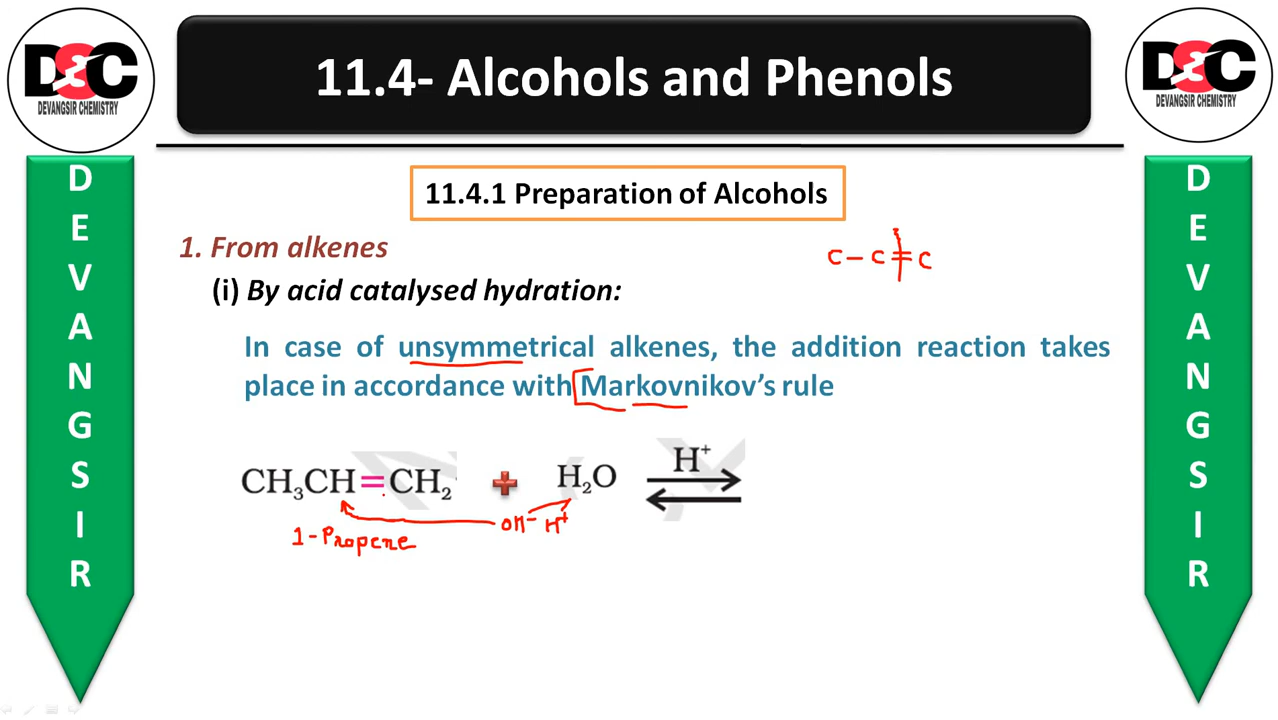 DEC
DEVANGSIR CHEMISTRY
11.4- Alcohols and Phenols
DEC
DEVANGSIR CHEMISTRY
D
E
V
A
N
G
S
I
R
11.4.1 Preparation of Alcohols
1. From alkenes
C – C = C
(i) By acid catalysed hydration:
In case of unsymmetrical alkenes, the addition reaction takes
place in accordance with Markovnikov's rule
CH₃CH=CH₂ + H₂O H⁺
OH⁻ H⁺
1-Propene
D
E
V
A
N
G
S
I
R